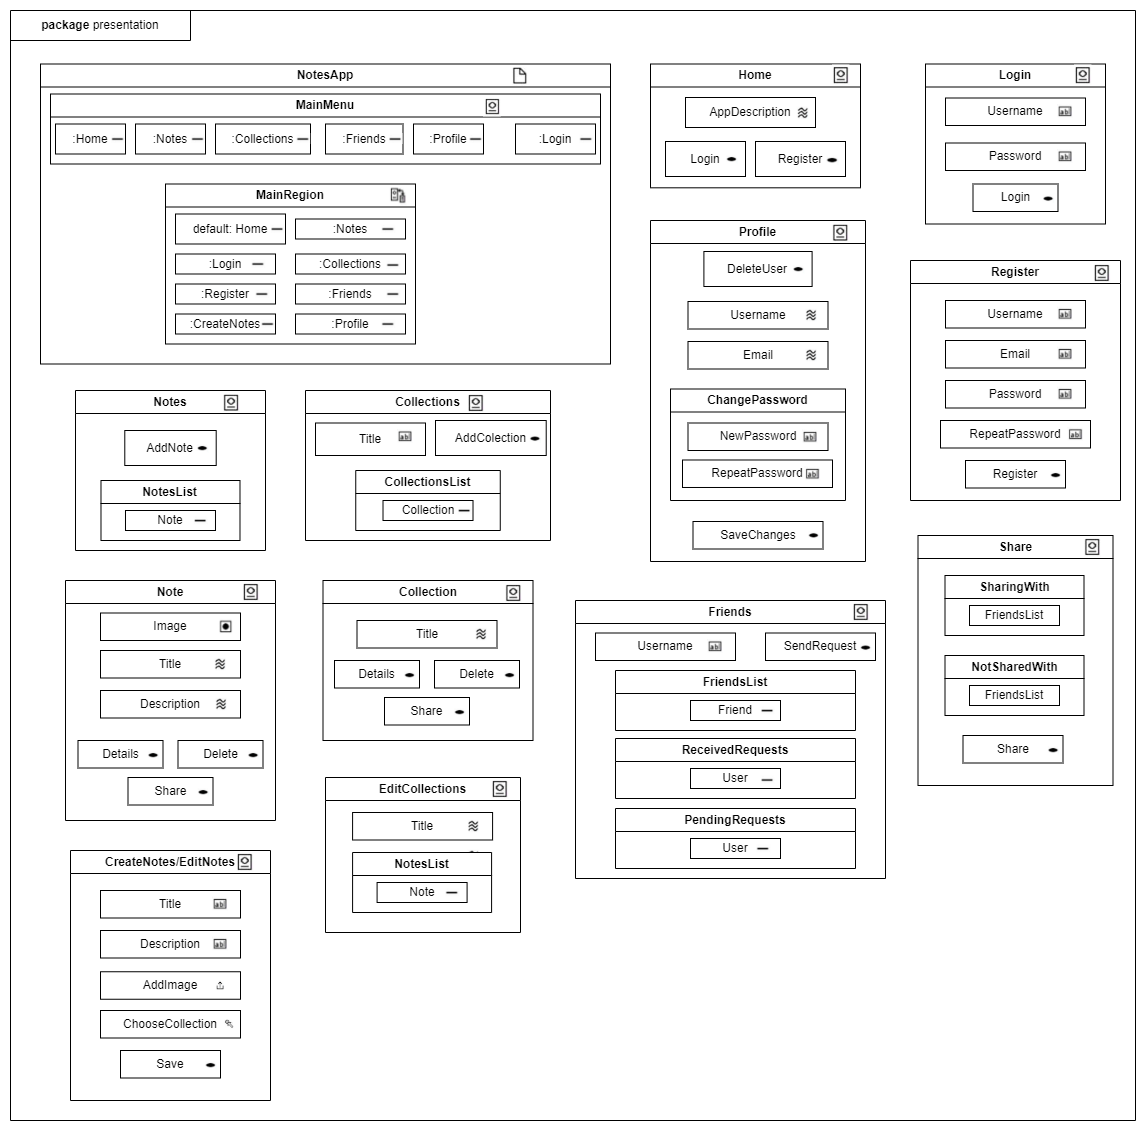 package presentation
NotesApp
MainMenu
:Home
:Notes
:Collections
:Friends
:Profile
:Login
MainRegion
default: Home
:Notes
:Login
:Collections
:Register
:Friends
:CreateNotes
:Profile
Home
AppDescription
Login
Register
Login
Username
Password
Login
Profile
DeleteUser
Username
Email
ChangePassword
NewPassword
RepeatPassword
SaveChanges
Register
Username
Email
Password
RepeatPassword
Register
Notes
AddNote
NotesList
Note
Collections
Title
AddColection
CollectionsList
Collection
Share
SharingWith
FriendsList
NotSharedWith
FriendsList
Share
Note
Image
Title
Description
Details
Delete
Share
Collection
Title
Details
Delete
Share
Friends
Username
SendRequest
FriendsList
Friend
ReceivedRequests
User
PendingRequests
User
EditCollections
Title
NotesList
Note
CreateNotes/EditNotes
Title
Description
AddImage
ChooseCollection
Save